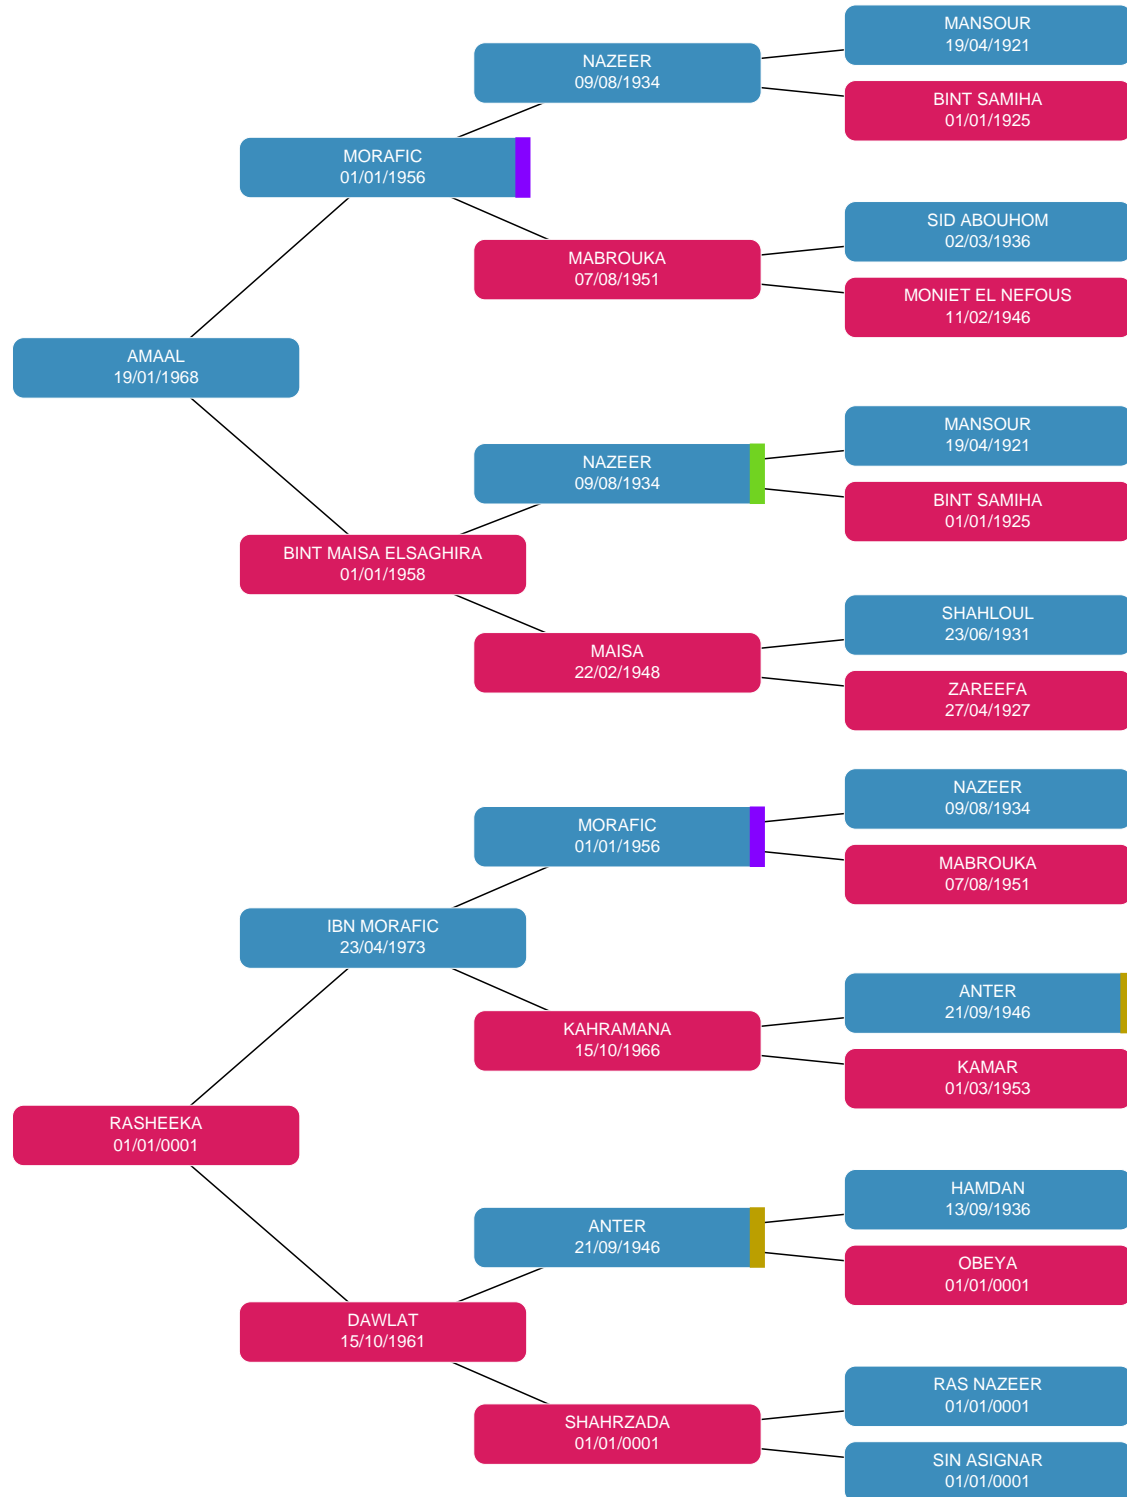 MANSOUR
19/04/1921
NAZEER
09/08/1934
BINT SAMIHA
01/01/1925
MORAFIC
01/01/1956
SID ABOUHOM
02/03/1936
MABROUKA
07/08/1951
MONIET EL NEFOUS
11/02/1946
AMAAL
19/01/1968
MANSOUR
19/04/1921
NAZEER
09/08/1934
BINT SAMIHA
01/01/1925
BINT MAISA ELSAGHIRA
01/01/1958
SHAHLOUL
23/06/1931
MAISA
22/02/1948
ZAREEFA
27/04/1927
NAZEER
09/08/1934
MORAFIC
01/01/1956
MABROUKA
07/08/1951
IBN MORAFIC
23/04/1973
ANTER
21/09/1946
KAHRAMANA
15/10/1966
KAMAR
01/03/1953
RASHEEKA
01/01/0001
HAMDAN
13/09/1936
ANTER
21/09/1946
OBEYA
01/01/0001
DAWLAT
15/10/1961
RAS NAZEER
01/01/0001
SHAHRZADA
01/01/0001
SIN ASIGNAR
01/01/0001